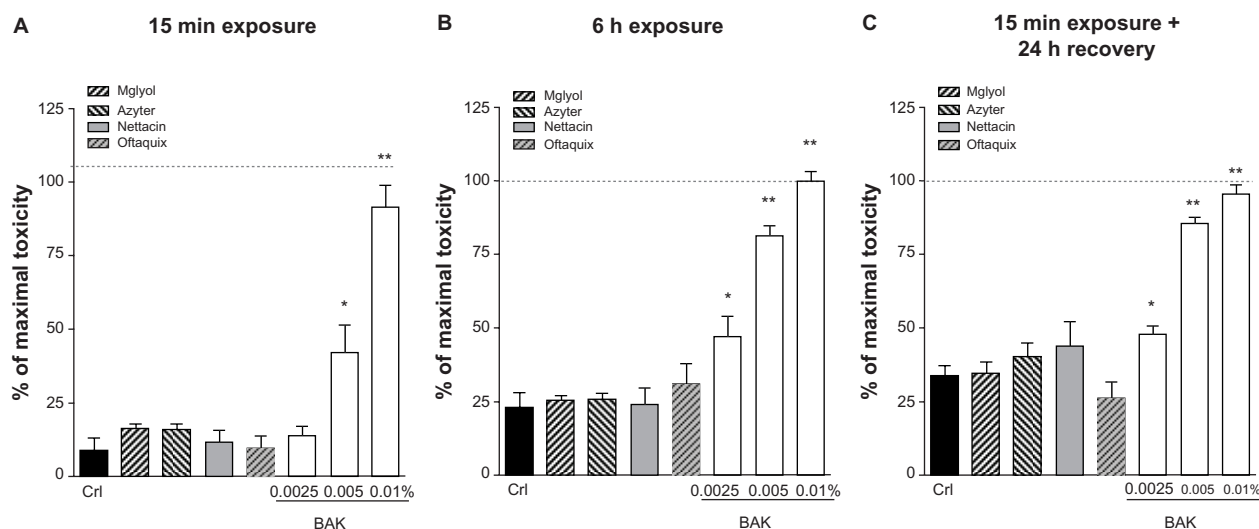 A
15 min exposure
Mglyol
Azyter
Nettacin
Oftaquix
% of maximal toxicity
125
100
75
50
25
0
**
*
Crl
0.0025 0.005 0.01%
BAK
B
6 h exposure
Mglyol
Azyter
Nettacin
Oftaquix
% of maximal toxicity
125
100
75
50
25
0
**
**
*
Crl
0.0025 0.005 0.01%
BAK
C
15 min exposure +
24 h recovery
Mglyol
Azyter
Nettacin
Oftaquix
% of maximal toxicity
125
100
75
50
25
0
**
**
*
Crl
0.0025 0.005 0.01%
BAK